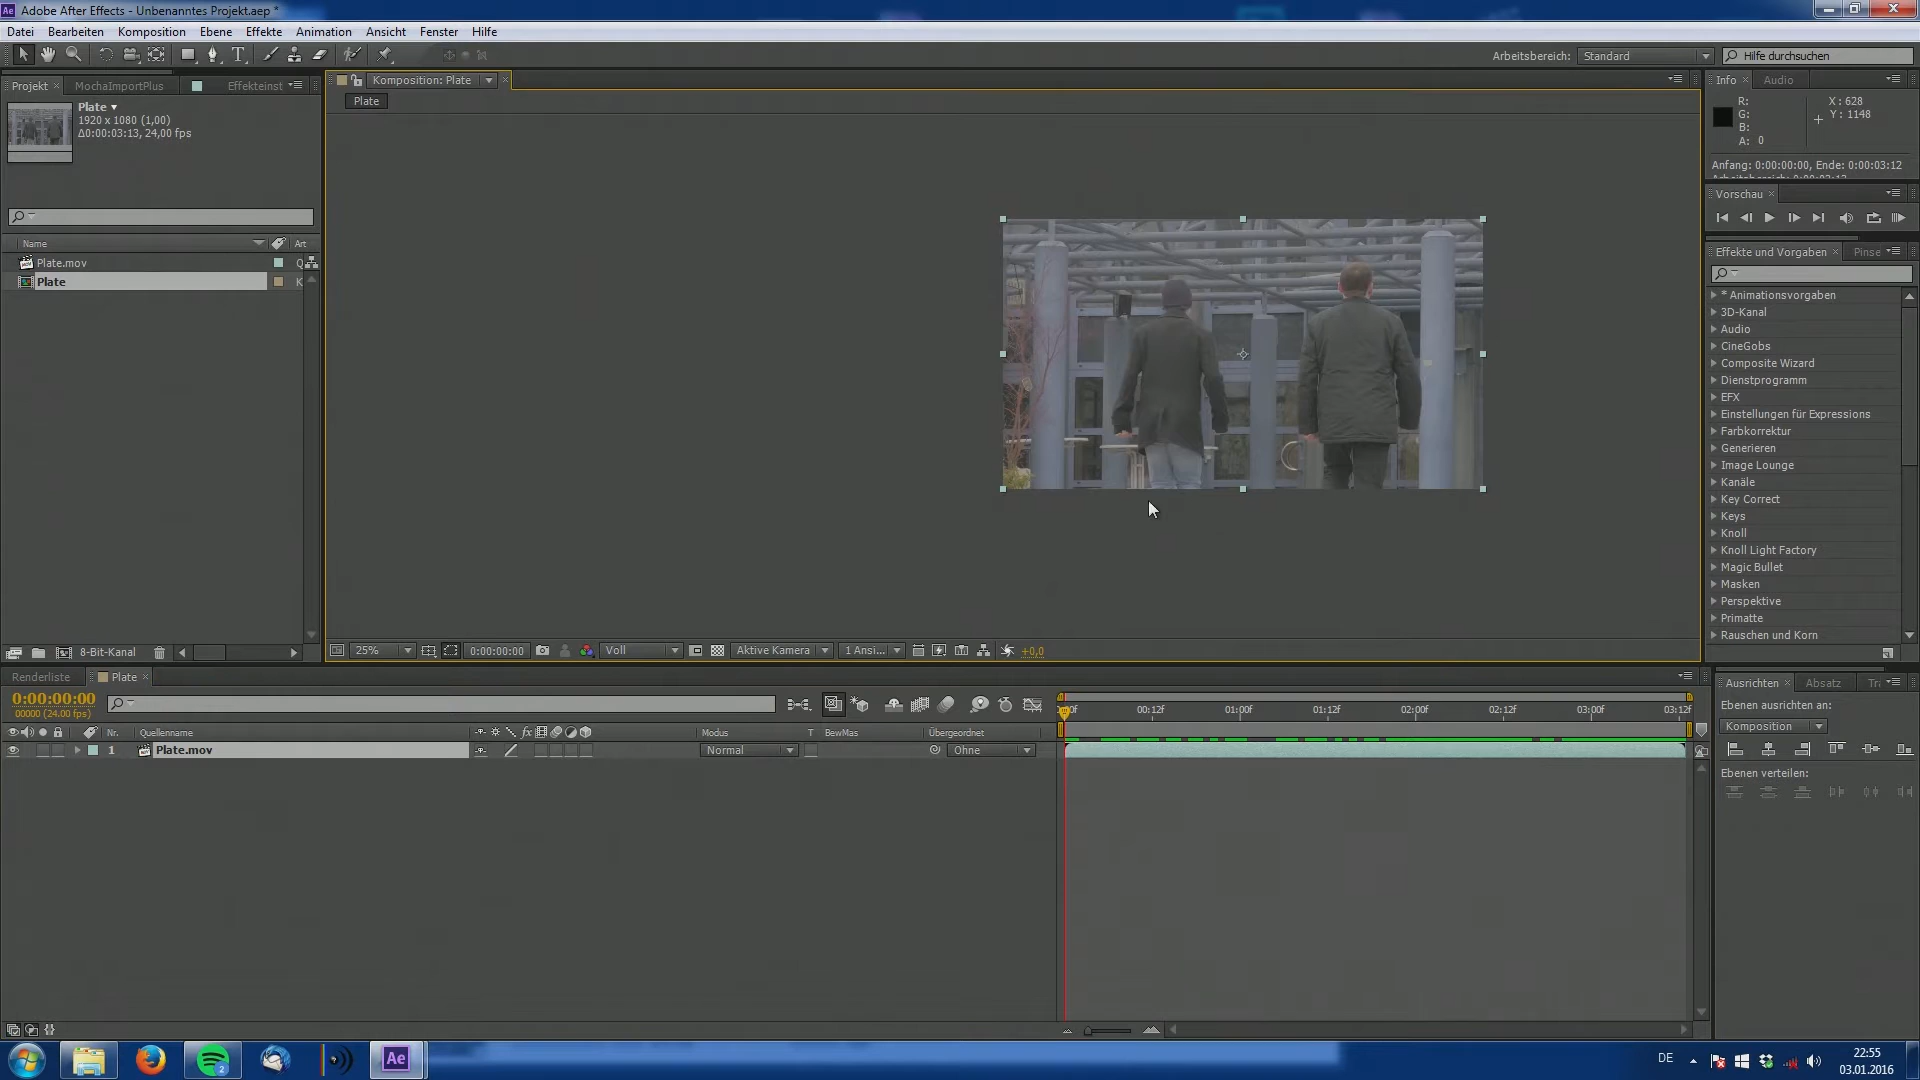 Adobe After Effects - Unbenanntes Projekt.aep *
Datei Bearbeiten Komposition Ebene Effekte Animation Ansicht Fenster Hilfe
Arbeitsbereich: Standard Hilfe durchsuchen
Projekt MochaImportPlus Effekteinst
Plate
1920 x 1080 (1,00)
Δ0:00:03:13, 24,00 fps
Name Art
Plate.mov Q
Plate K
8-Bit-Kanal
Komposition: Plate
Plate
25% 0:00:00:00 Voll Aktive Kamera 1 Ansi... +0,0
Info Audio
R: X : 628
G: Y : 1148
B:
A: 0
Anfang: 0:00:00:00, Ende: 0:00:03:12
Vorschau
Effekte und Vorgaben Pinse
* Animationsvorgaben
3D-Kanal
Audio
CineGobs
Composite Wizard
Dienstprogramm
EFX
Einstellungen für Expressions
Farbkorrektur
Generieren
Image Lounge
Kanäle
Key Correct
Keys
Knoll
Knoll Light Factory
Magic Bullet
Masken
Perspektive
Primatte
Rauschen und Korn
Renderliste Plate
0:00:00:00
00000 (24.00 fps)
Nr. Quellenname fx Modus T BewMas Übergeordnet
1 Plate.mov Normal Ohne
00:12f 01:00f 01:12f 02:00f 02:12f 03:00f 03:12f
Ausrichten Absatz
Ebenen ausrichten an:
Komposition
Ebenen verteilen:
Ae
2
DE
22:55
03.01.2016